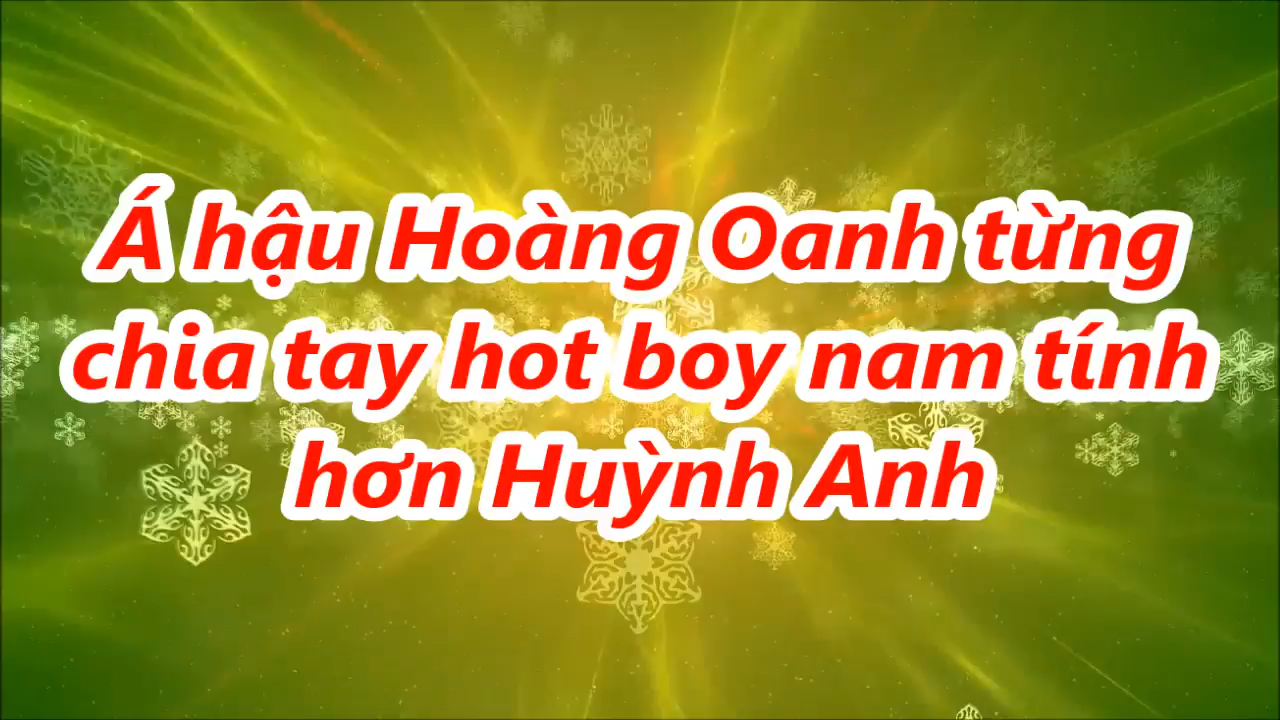 Á hậu Hoàng Oanh từng
chia tay hot boy nam tính
hơn Huỳnh Anh